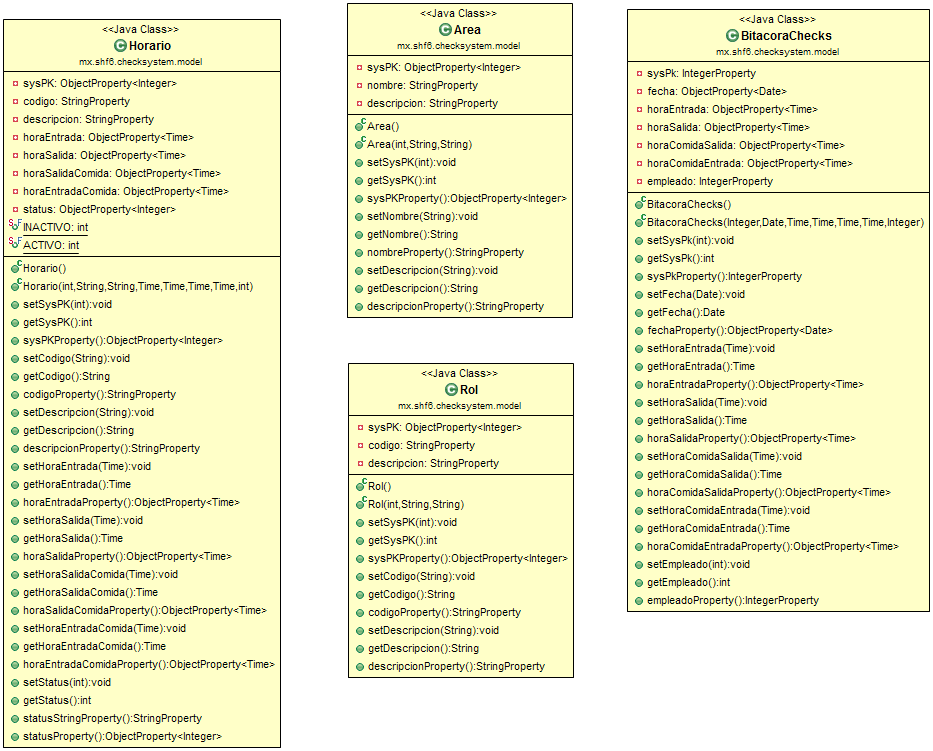 <<Java Class>>
Horario
mx.shf6.checksystem.model
sysPK: ObjectProperty<Integer>
codigo: StringProperty
descripcion: StringProperty
horaEntrada: ObjectProperty<Time>
horaSalida: ObjectProperty<Time>
horaSalidaComida: ObjectProperty<Time>
horaEntradaComida: ObjectProperty<Time>
status: ObjectProperty<Integer>
INACTIVO: int
ACTIVO: int
Horario()
Horario(int,String,String,Time,Time,Time,Time,int)
setSysPK(int):void
getSysPK():int
sysPKProperty():ObjectProperty<Integer>
setCodigo(String):void
getCodigo():String
codigoProperty():StringProperty
setDescripcion(String):void
getDescripcion():String
descripcionProperty():StringProperty
setHoraEntrada(Time):void
getHoraEntrada():Time
horaEntradaProperty():ObjectProperty<Time>
setHoraSalida(Time):void
getHoraSalida():Time
horaSalidaProperty():ObjectProperty<Time>
setHoraSalidaComida(Time):void
getHoraSalidaComida():Time
horaSalidaComidaProperty():ObjectProperty<Time>
setHoraEntradaComida(Time):void
getHoraEntradaComida():Time
horaEntradaComidaProperty():ObjectProperty<Time>
setStatus(int):void
getStatus():int
statusStringProperty():StringProperty
statusProperty():ObjectProperty<Integer>
<<Java Class>>
Area
mx.shf6.checksystem.model
sysPK: ObjectProperty<Integer>
nombre: StringProperty
descripcion: StringProperty
Area()
Area(int,String,String)
setSysPK(int):void
getSysPK():int
sysPKProperty():ObjectProperty<Integer>
setNombre(String):void
getNombre():String
nombreProperty():StringProperty
setDescripcion(String):void
getDescripcion():String
descripcionProperty():StringProperty
<<Java Class>>
Rol
mx.shf6.checksystem.model
sysPK: ObjectProperty<Integer>
codigo: StringProperty
descripcion: StringProperty
Rol()
Rol(int,String,String)
setSysPK(int):void
getSysPK():int
sysPKProperty():ObjectProperty<Integer>
setCodigo(String):void
getCodigo():String
codigoProperty():StringProperty
setDescripcion(String):void
getDescripcion():String
descripcionProperty():StringProperty
<<Java Class>>
BitacoraChecks
mx.shf6.checksystem.model
sysPk: IntegerProperty
fecha: ObjectProperty<Date>
horaEntrada: ObjectProperty<Time>
horaSalida: ObjectProperty<Time>
horaComidaSalida: ObjectProperty<Time>
horaComidaEntrada: ObjectProperty<Time>
empleado: IntegerProperty
BitacoraChecks()
BitacoraChecks(Integer,Date,Time,Time,Time,Time,Integer)
setSysPk(int):void
getSysPk():int
sysPkProperty():IntegerProperty
setFecha(Date):void
getFecha():Date
fechaProperty():ObjectProperty<Date>
setHoraEntrada(Time):void
getHoraEntrada():Time
horaEntradaProperty():ObjectProperty<Time>
setHoraSalida(Time):void
getHoraSalida():Time
horaSalidaProperty():ObjectProperty<Time>
setHoraComidaSalida(Time):void
getHoraComidaSalida():Time
horaComidaSalidaProperty():ObjectProperty<Time>
setHoraComidaEntrada(Time):void
getHoraComidaEntrada():Time
horaComidaEntradaProperty():ObjectProperty<Time>
setEmpleado(int):void
getEmpleado():int
empleadoProperty():IntegerProperty